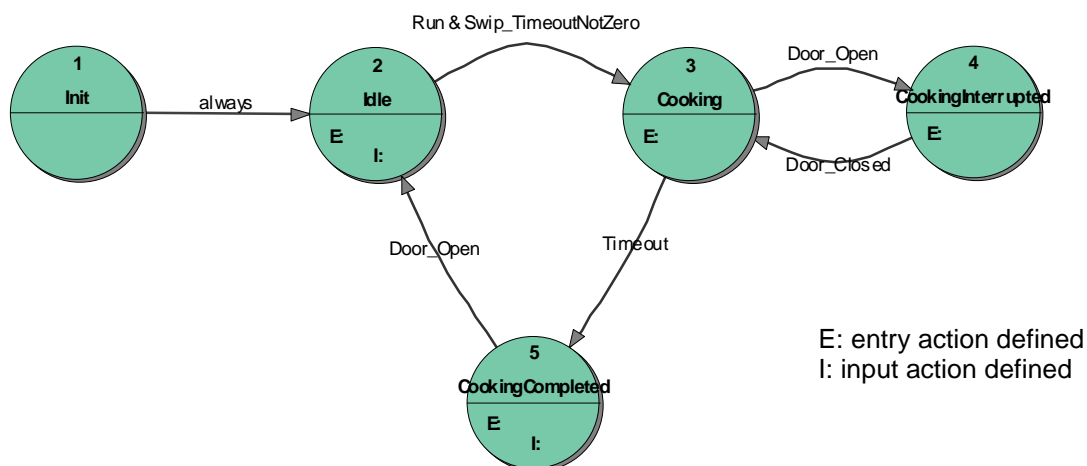 Run & Swip_TimeoutNotZero
1
Init
always
2
Idle
E:
I:
3
Cooking
E:
Door_Open
4
CookingInterrupted
E:
Door_Closed
Door_Open
Timeout
5
CookingCompleted
E:
I:
E: entry action defined
I: input action defined